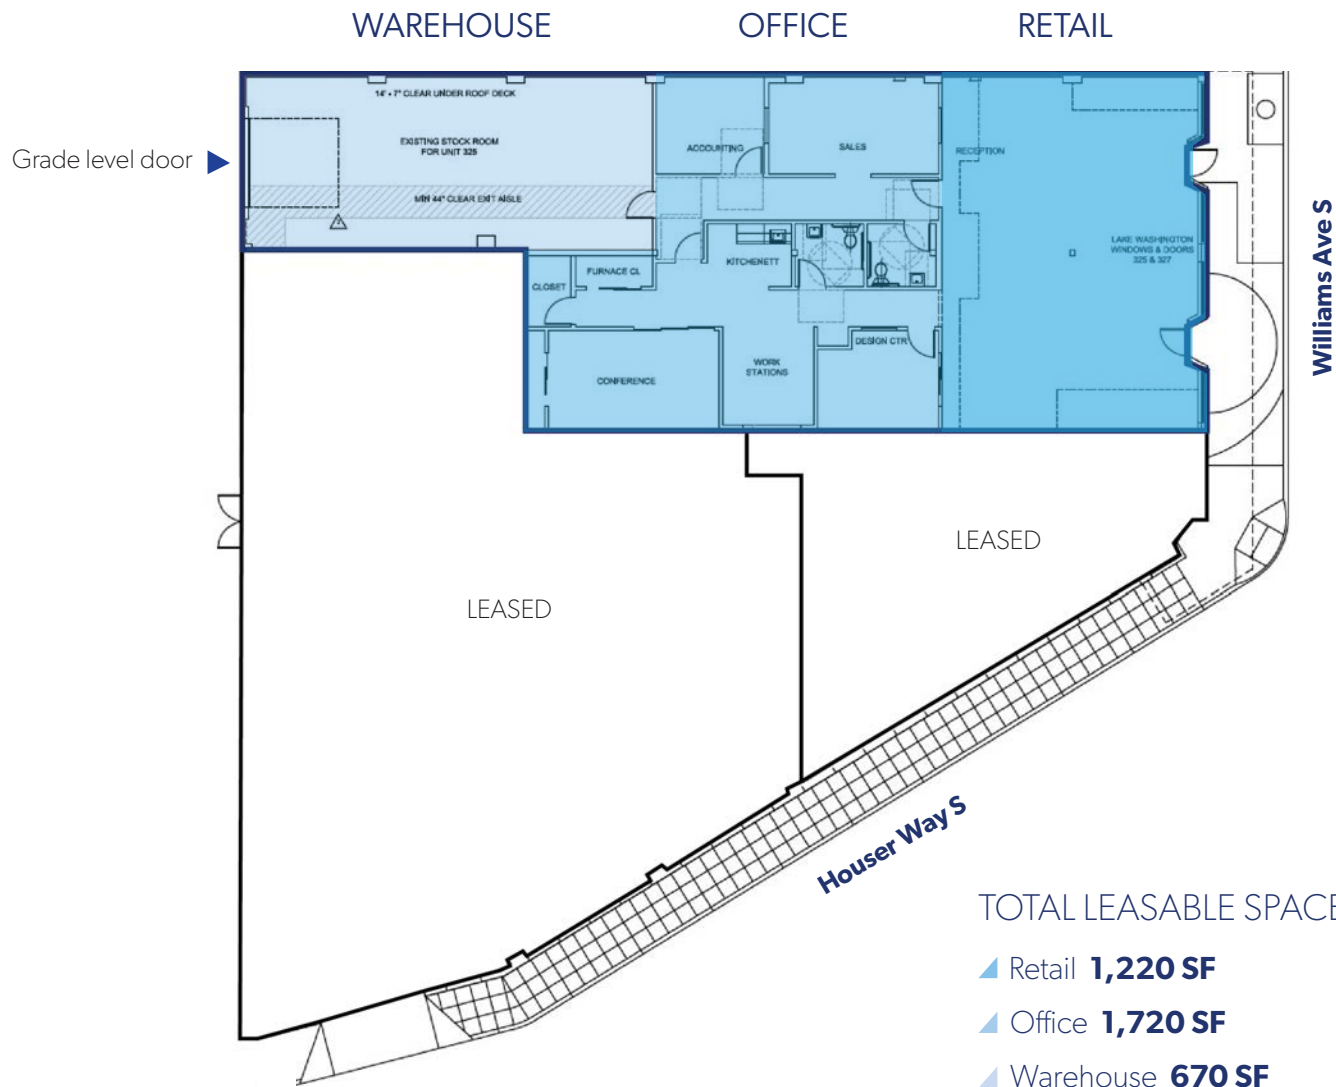 WAREHOUSE OFFICE RETAIL
14' - 7" CLEAR UNDER ROOF DECK
EXISTING STOCK ROOM
FOR UNIT 325
ACCOUNTING
SALES
RECEPTION
Grade level door
MIN 44" CLEAR EXIT AISLE
LAKE WASHINGTON
WINDOWS & DOORS
325 & 327
KITCHENETT
FURNACE CL
CLOSET
DESIGN CTR
WORK
STATIONS
CONFERENCE
Williams Ave S
LEASED
LEASED
Houser Way S
TOTAL LEASABLE SPACE
Retail 1,220 SF
Office 1,720 SF
Warehouse 670 SF